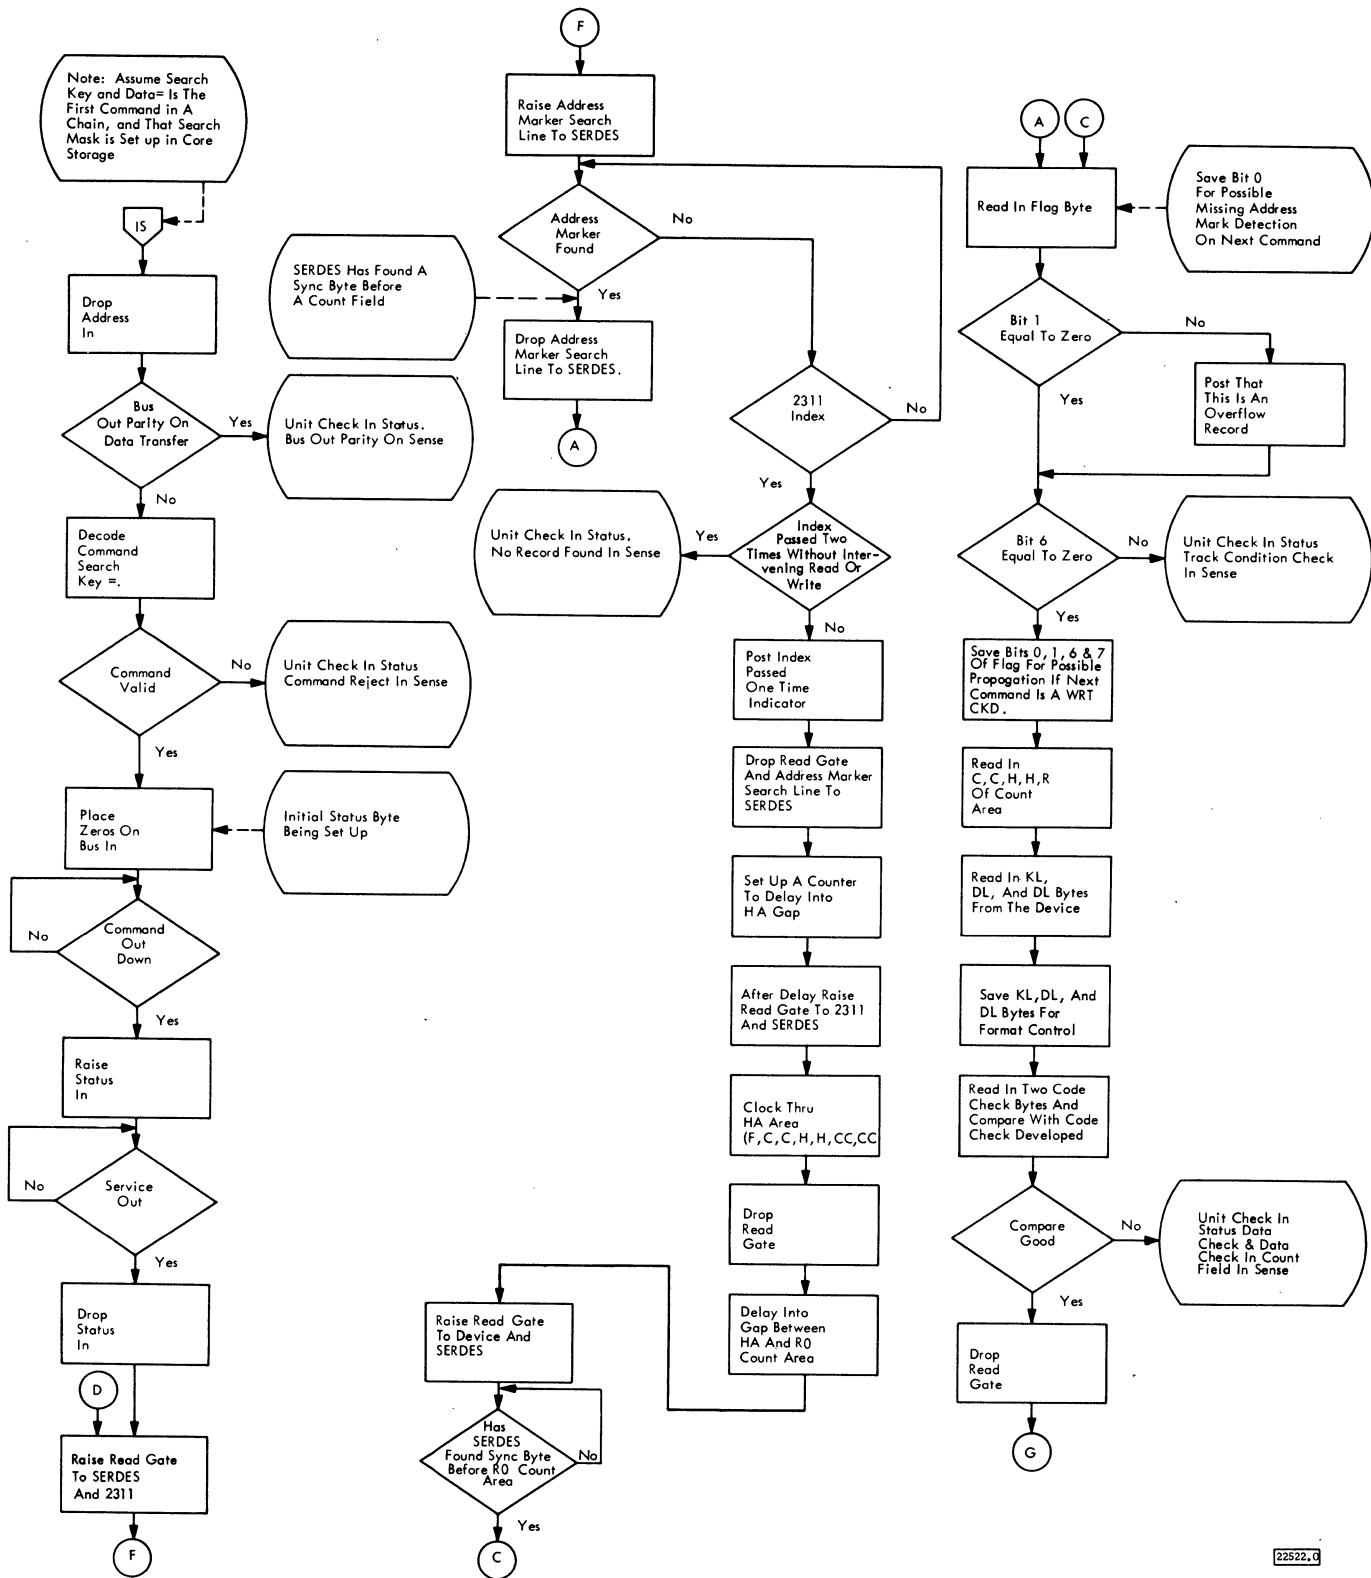 Note: Assume Search
Key and Data= Is The
First Command in A
Chain, and That Search
Mask is Set up in Core
Storage
IS
Drop
Address
In
Bus
Out Parity On
Data Transfer
Yes
Unit Check In Status.
Bus Out Parity On Sense
No
Decode
Command
Search
Key =.
Command
Valid
No
Unit Check In Status
Command Reject In Sense
Yes
Place
Zeros On
Bus In
Initial Status Byte
Being Set Up
Command
Out
Down
No
Yes
Raise
Status
In
Service
Out
No
Yes
Drop
Status
In
D
Raise Read Gate
To SERDES
And 2311
F
F
Raise Address
Marker Search
Line To SERDES
Address
Marker
Found
No
SERDES Has Found A
Sync Byte Before
A Count Field
Yes
Drop Address
Marker Search
Line To SERDES.
A
2311
Index
No
Yes
Index
Passed Two
Times Without Inter-
vening Read Or
Write
Yes
Unit Check In Status.
No Record Found In Sense
No
Post Index
Passed
One Time
Indicator
Drop Read Gate
And Address Marker
Search Line To
SERDES
Set Up A Counter
To Delay Into
HA Gap
After Delay Raise
Read Gate To 2311
And SERDES
Clock Thru
HA Area
(F,C,C,H,H,CC,CC
Drop
Read
Gate
Delay Into
Gap Between
HA And R0
Count Area
Raise Read Gate
To Device And
SERDES
Has
SERDES
Found Sync Byte
Before R0 Count
Area
No
Yes
C
A
C
Read In Flag Byte
Save Bit 0
For Possible
Missing Address
Mark Detection
On Next Command
Bit 1
Equal To Zero
No
Post That
This Is An
Overflow
Record
Yes
Bit 6
Equal To Zero
No
Unit Check In Status
Track Condition Check
In Sense
Yes
Save Bits 0, 1, 6 & 7
Of Flag For Possible
Propogation If Next
Command Is A WRT
CKD.
Read In
C,C,H,H,R
Of Count
Area
Read In KL,
DL, And DL Bytes
From The Device
Save KL,DL, And
DL Bytes For
Format Control
Read In Two Code
Check Bytes And
Compare With Code
Check Developed
Compare
Good
No
Unit Check In
Status Data
Check & Data
Check In Count
Field In Sense
Yes
Drop
Read
Gate
G
22522.0